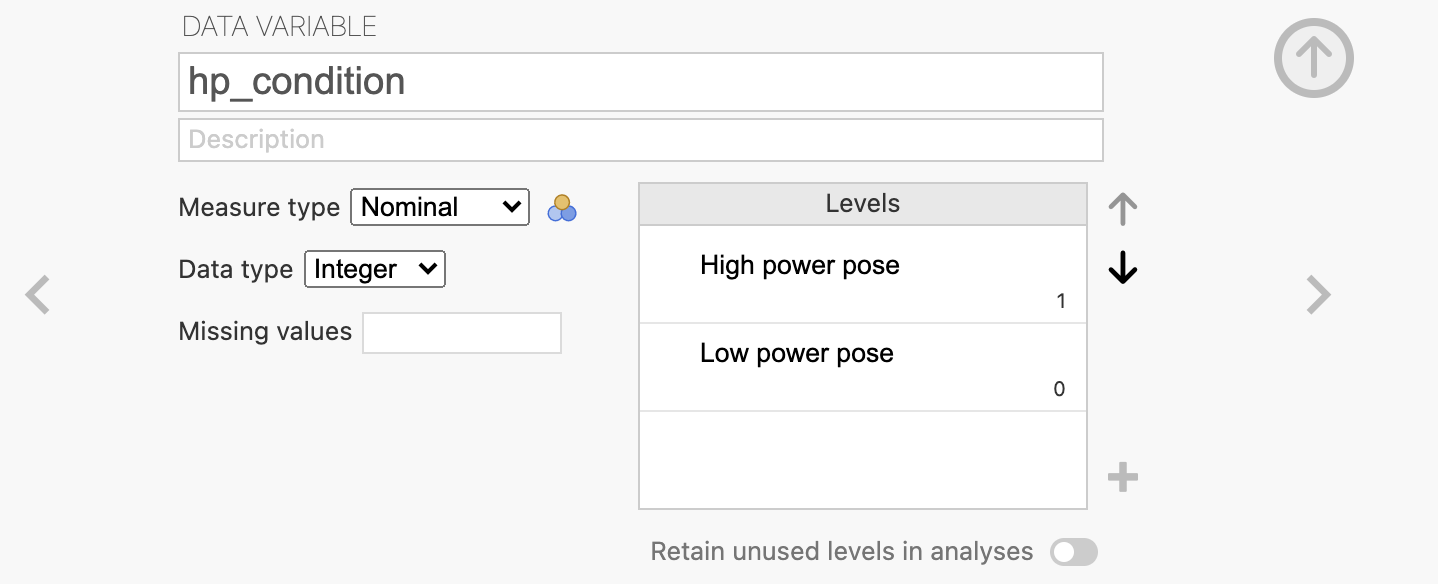 DATA VARIABLE
hp_condition
Description
Measure type Nominal
Data type Integer
Missing values
Levels
High power pose
1
Low power pose
0
Retain unused levels in analyses